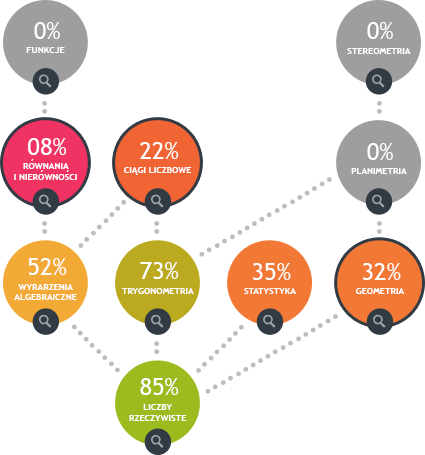 0%
FUNKCJE
0%
STEREOMETRIA
08%
RÓWNANIA
I NIERÓWNOŚCI
22%
CIĄGI LICZBOWE
0%
PLANIMETRIA
52%
WYRARZENIA
ALGEBRAICZNE
73%
TRYGONOMETRIA
35%
STATYSTYKA
32%
GEOMETRIA
85%
LICZBY
RZECZYWISTE